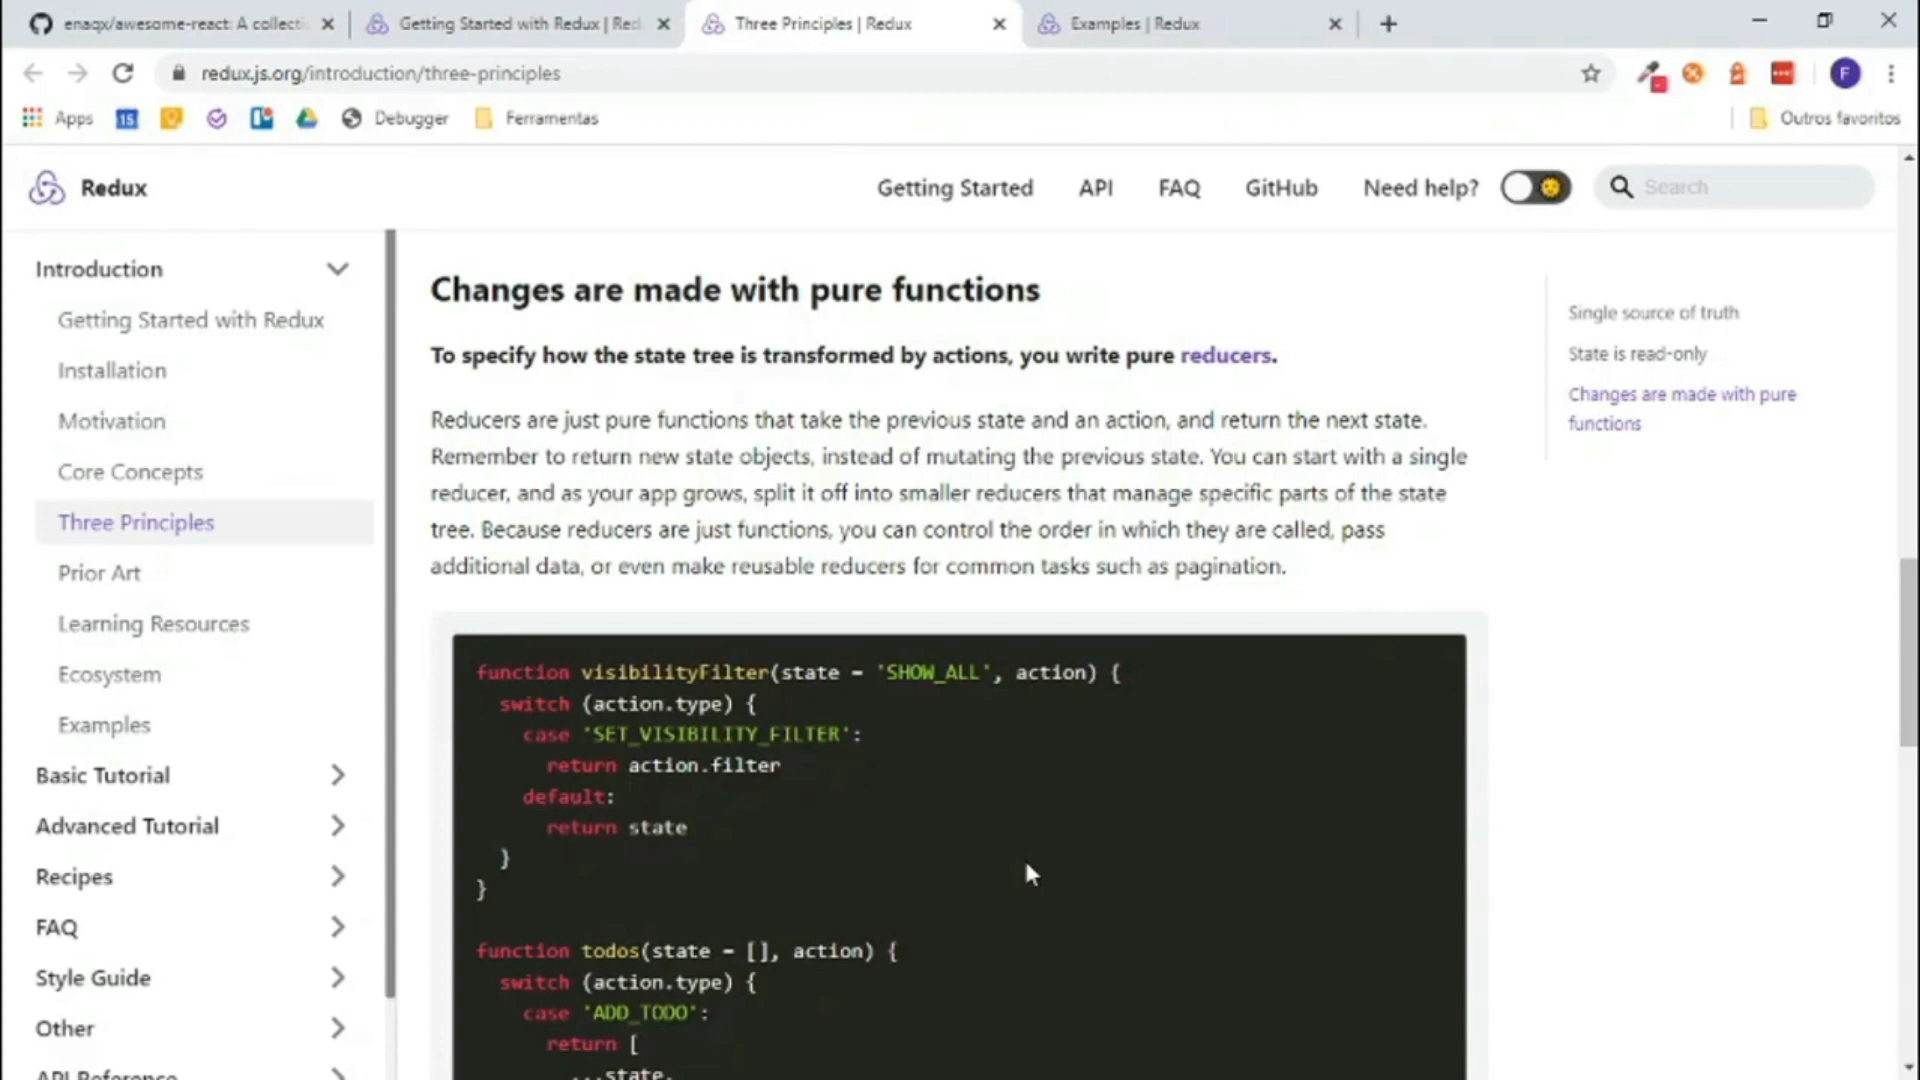 enaqx/awesome-react: A collecti
Getting Started with Redux | Red
Three Principles | Redux
Examples | Redux
redux.js.org/introduction/three-principles
F
Apps
15
Debugger
Ferramentas
Outros favoritos
Redux
Getting Started
API
FAQ
GitHub
Need help?
Search
Introduction
Getting Started with Redux
Installation
Motivation
Core Concepts
Three Principles
Prior Art
Learning Resources
Ecosystem
Examples
Basic Tutorial
Advanced Tutorial
Recipes
FAQ
Style Guide
Other
API Reference
Changes are made with pure functions
To specify how the state tree is transformed by actions, you write pure reducers.
Reducers are just pure functions that take the previous state and an action, and return the next state.
Remember to return new state objects, instead of mutating the previous state. You can start with a single
reducer, and as your app grows, split it off into smaller reducers that manage specific parts of the state
tree. Because reducers are just functions, you can control the order in which they are called, pass
additional data, or even make reusable reducers for common tasks such as pagination.
function visibilityFilter(state = 'SHOW_ALL', action) {
switch (action.type) {
case 'SET_VISIBILITY_FILTER':
return action.filter
default:
return state
}
}
function todos(state = [], action) {
switch (action.type) {
case 'ADD_TODO':
return [
...state,
Single source of truth
State is read-only
Changes are made with pure
functions